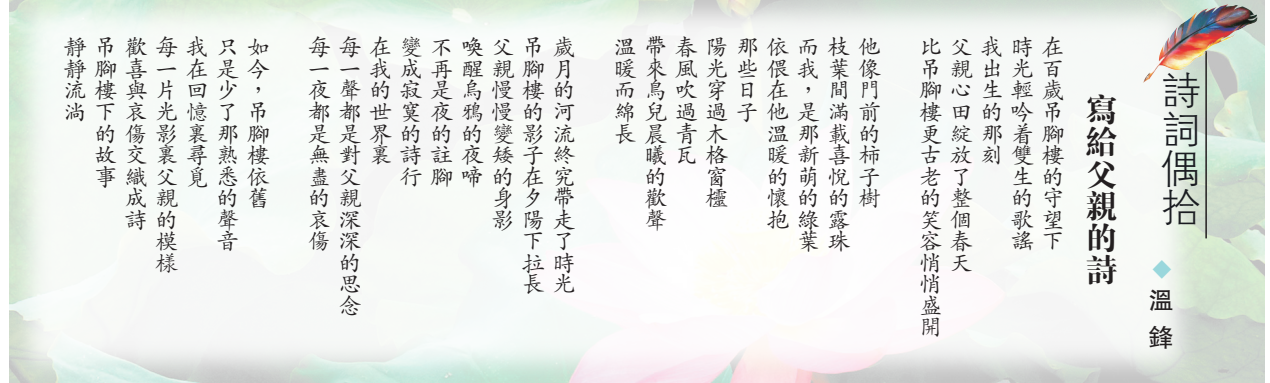 詩詞偶拾
◆溫鋒
寫給父親的詩
在百歲吊腳樓的守望下
時光輕吟着雙生的歌謠
我出生的那刻
父親心田綻放了整個春天
比吊腳樓更古老的笑容悄悄盛開
他像門前的柿子樹
枝葉間滿載喜悅的露珠
而我，是那新萌的綠葉
依偎在他溫暖的懷抱
那些日子
陽光穿過木格窗櫺
春風吹過青瓦
帶來鳥兒晨曦的歡聲
溫暖而綿長
歲月的河流終究帶走了時光
吊腳樓的影子在夕陽下拉長
父親慢慢變矮的身影
喚醒烏鴉的夜啼
不再是夜的註腳
變成寂寞的詩行
在我的世界裏
每一聲都是對父親深深的思念
每一夜都是無盡的哀傷
如今，吊腳樓依舊
只是少了那熟悉的聲音
我在回憶裏尋覓
每一片光影裏父親的模樣
歡喜與哀傷交織成詩
吊腳樓下的故事
靜靜流淌